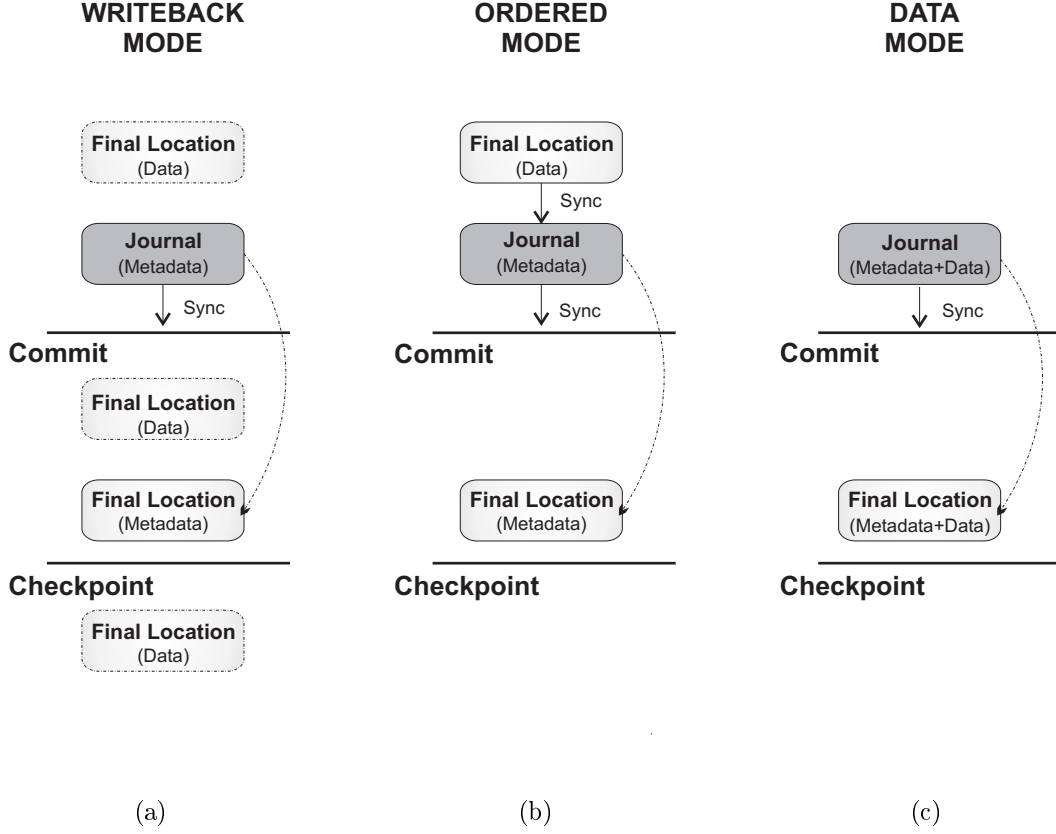 WRITEBACK
MODE
Final Location
(Data)
Journal
(Metadata)
Sync
Commit
Final Location
(Data)
Final Location
(Metadata)
Checkpoint
Final Location
(Data)
(a)
ORDERED
MODE
Final Location
(Data)
Sync
Journal
(Metadata)
Sync
Commit
Final Location
(Metadata)
Checkpoint
(b)
DATA
MODE
Journal
(Metadata+Data)
Sync
Commit
Final Location
(Metadata+Data)
Checkpoint
(c)